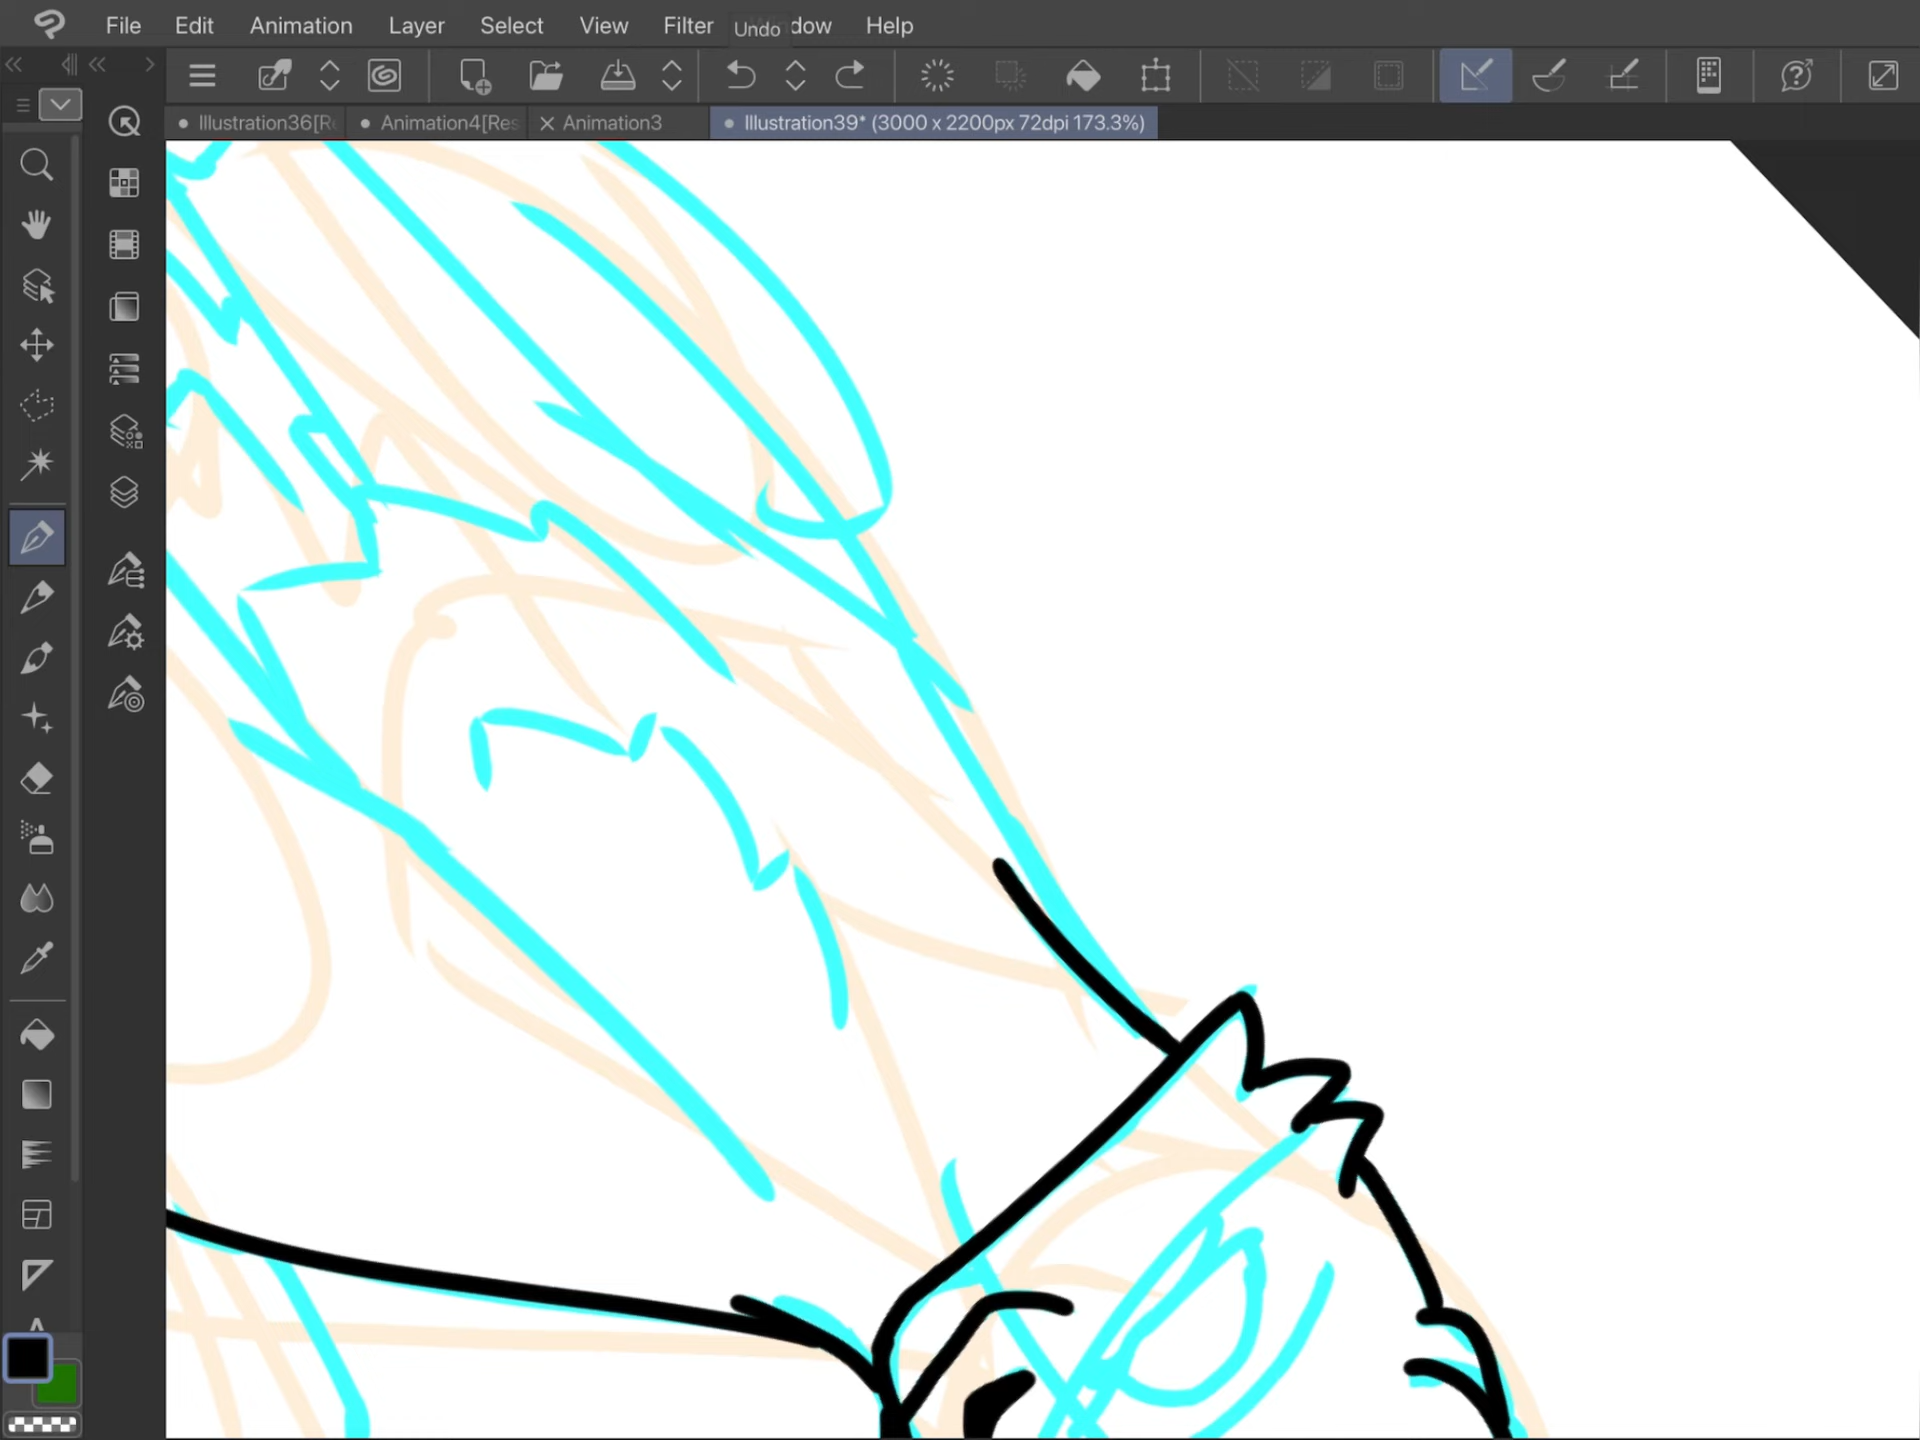 File Edit Animation Layer Select View Filter Undo dow Help
Illustration36[R Animation4[Res Animation3 Illustration39* (3000 x 2200px 72dpi 173.3%)